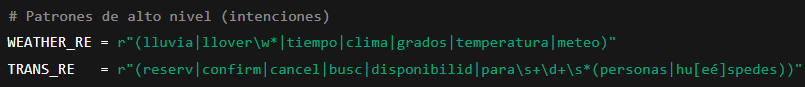 # Patrones de alto nivel (intenciones)
WEATHER_RE = r"(lluvia|llover\w*|tiempo|clima|grados|temperatura|meteo)"
TRANS_RE   = r"(reserv|confirm|cancel|busc|disponibilid|para\s+\d+\s*(personas|hu[eé]spedes))"